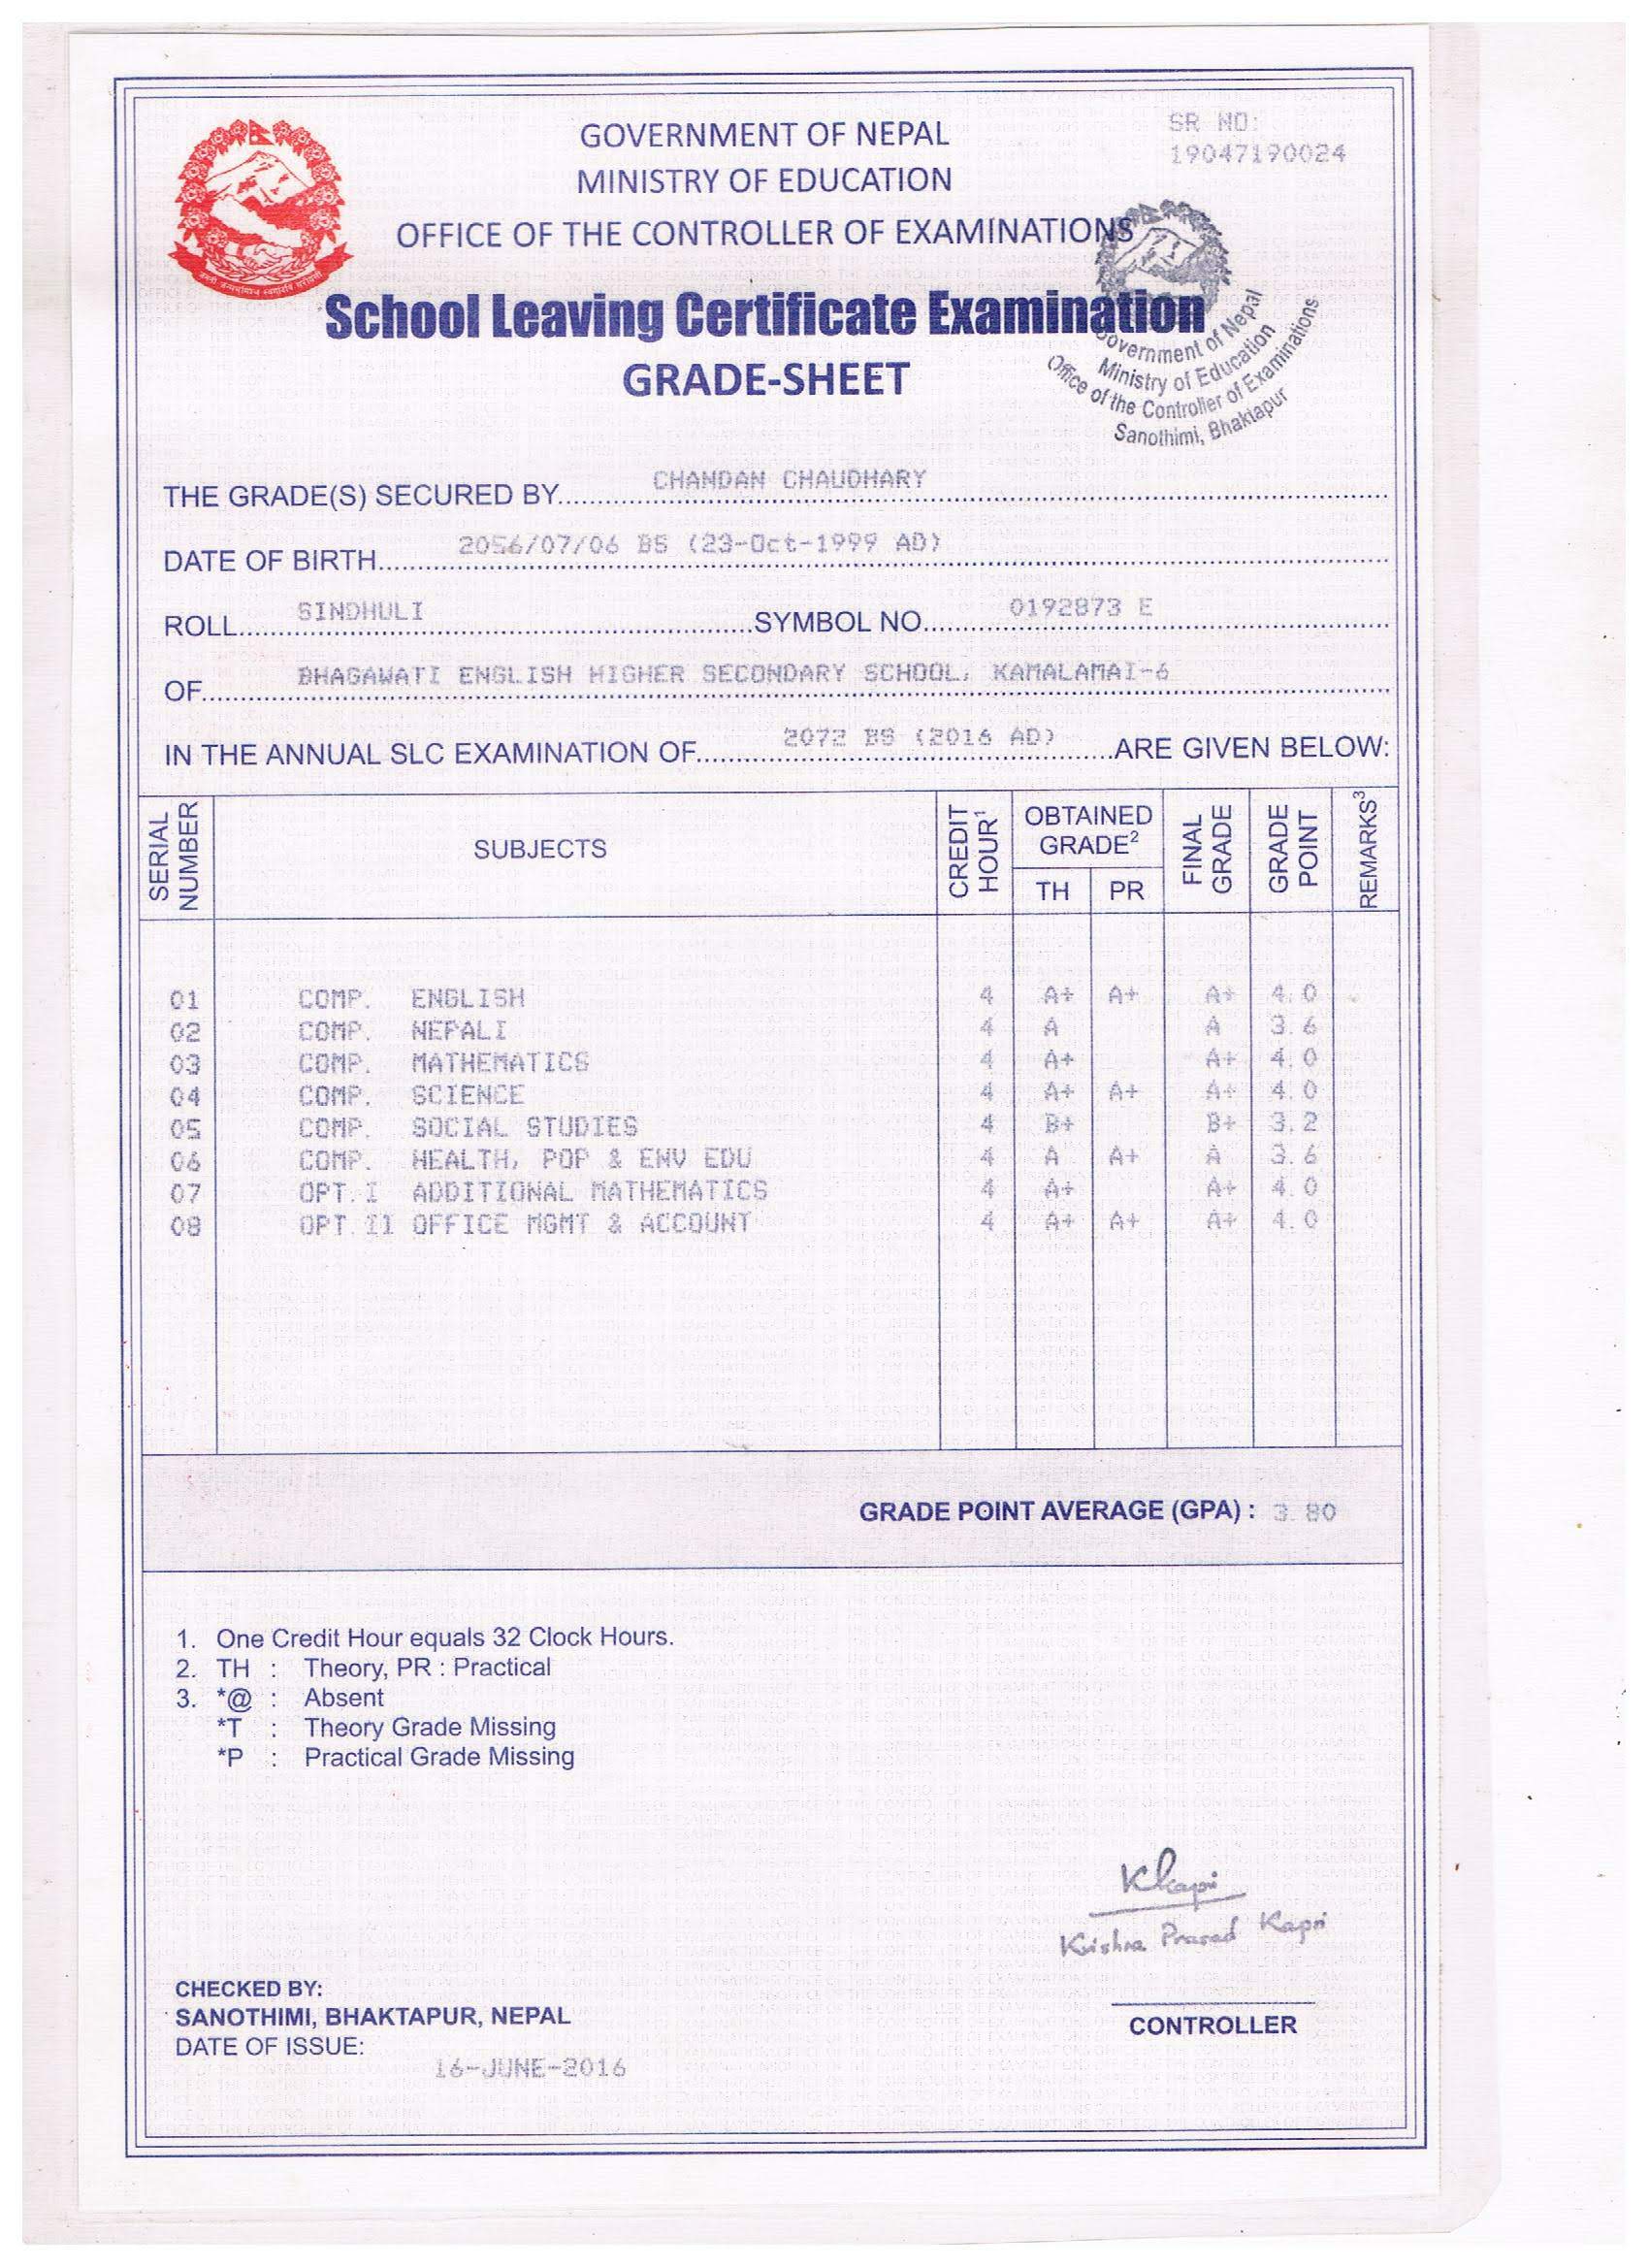 GOVERNMENT OF NEPAL
MINISTRY OF EDUCATION
OFFICE OF THE CONTROLLER OF EXAMINATIONS
SR NO:
19047190024
School Leaving Certificate Examination
GRADE-SHEET
Government of Nepal
Ministry of Education
Office of the Controller of Examinations
Sanothimi, Bhaktapur
THE GRADE(S) SECURED BY CHANDAN CHAUDHARY
DATE OF BIRTH 2056/07/06 BS (23-Oct-1999 AD)
ROLL SINDHULI SYMBOL NO. 0192873 E
OF BHAGAWATI ENGLISH HIGHER SECONDARY SCHOOL, KAMALAMAI-6
IN THE ANNUAL SLC EXAMINATION OF 2072 BS (2016 AD) ARE GIVEN BELOW:
SERIAL NUMBER SUBJECTS CREDIT HOUR1 OBTAINED GRADE2 FINAL GRADE GRADE POINT REMARKS3
TH PR
01 COMP. ENGLISH 4 A+ A+ A+ 4.0
02 COMP. NEPALI 4 A A 3.6
03 COMP. MATHEMATICS 4 A+ A+ 4.0
04 COMP. SCIENCE 4 A+ A+ A+ 4.0
05 COMP. SOCIAL STUDIES 4 B+ B+ 3.2
06 COMP. HEALTH, POP & ENV EDU 4 A A+ A 3.6
07 OPT.I ADDITIONAL MATHEMATICS 4 A+ A+ 4.0
08 OPT.II OFFICE MGMT & ACCOUNT 4 A+ A+ A+ 4.0
GRADE POINT AVERAGE (GPA) : 3.80
1. One Credit Hour equals 32 Clock Hours.
2. TH : Theory, PR : Practical
3. *@ : Absent
*T : Theory Grade Missing
*P : Practical Grade Missing
Kkapri
Krishna Prasad Kapri
CHECKED BY:
SANOTHIMI, BHAKTAPUR, NEPAL
CONTROLLER
DATE OF ISSUE:
16-JUNE-2016